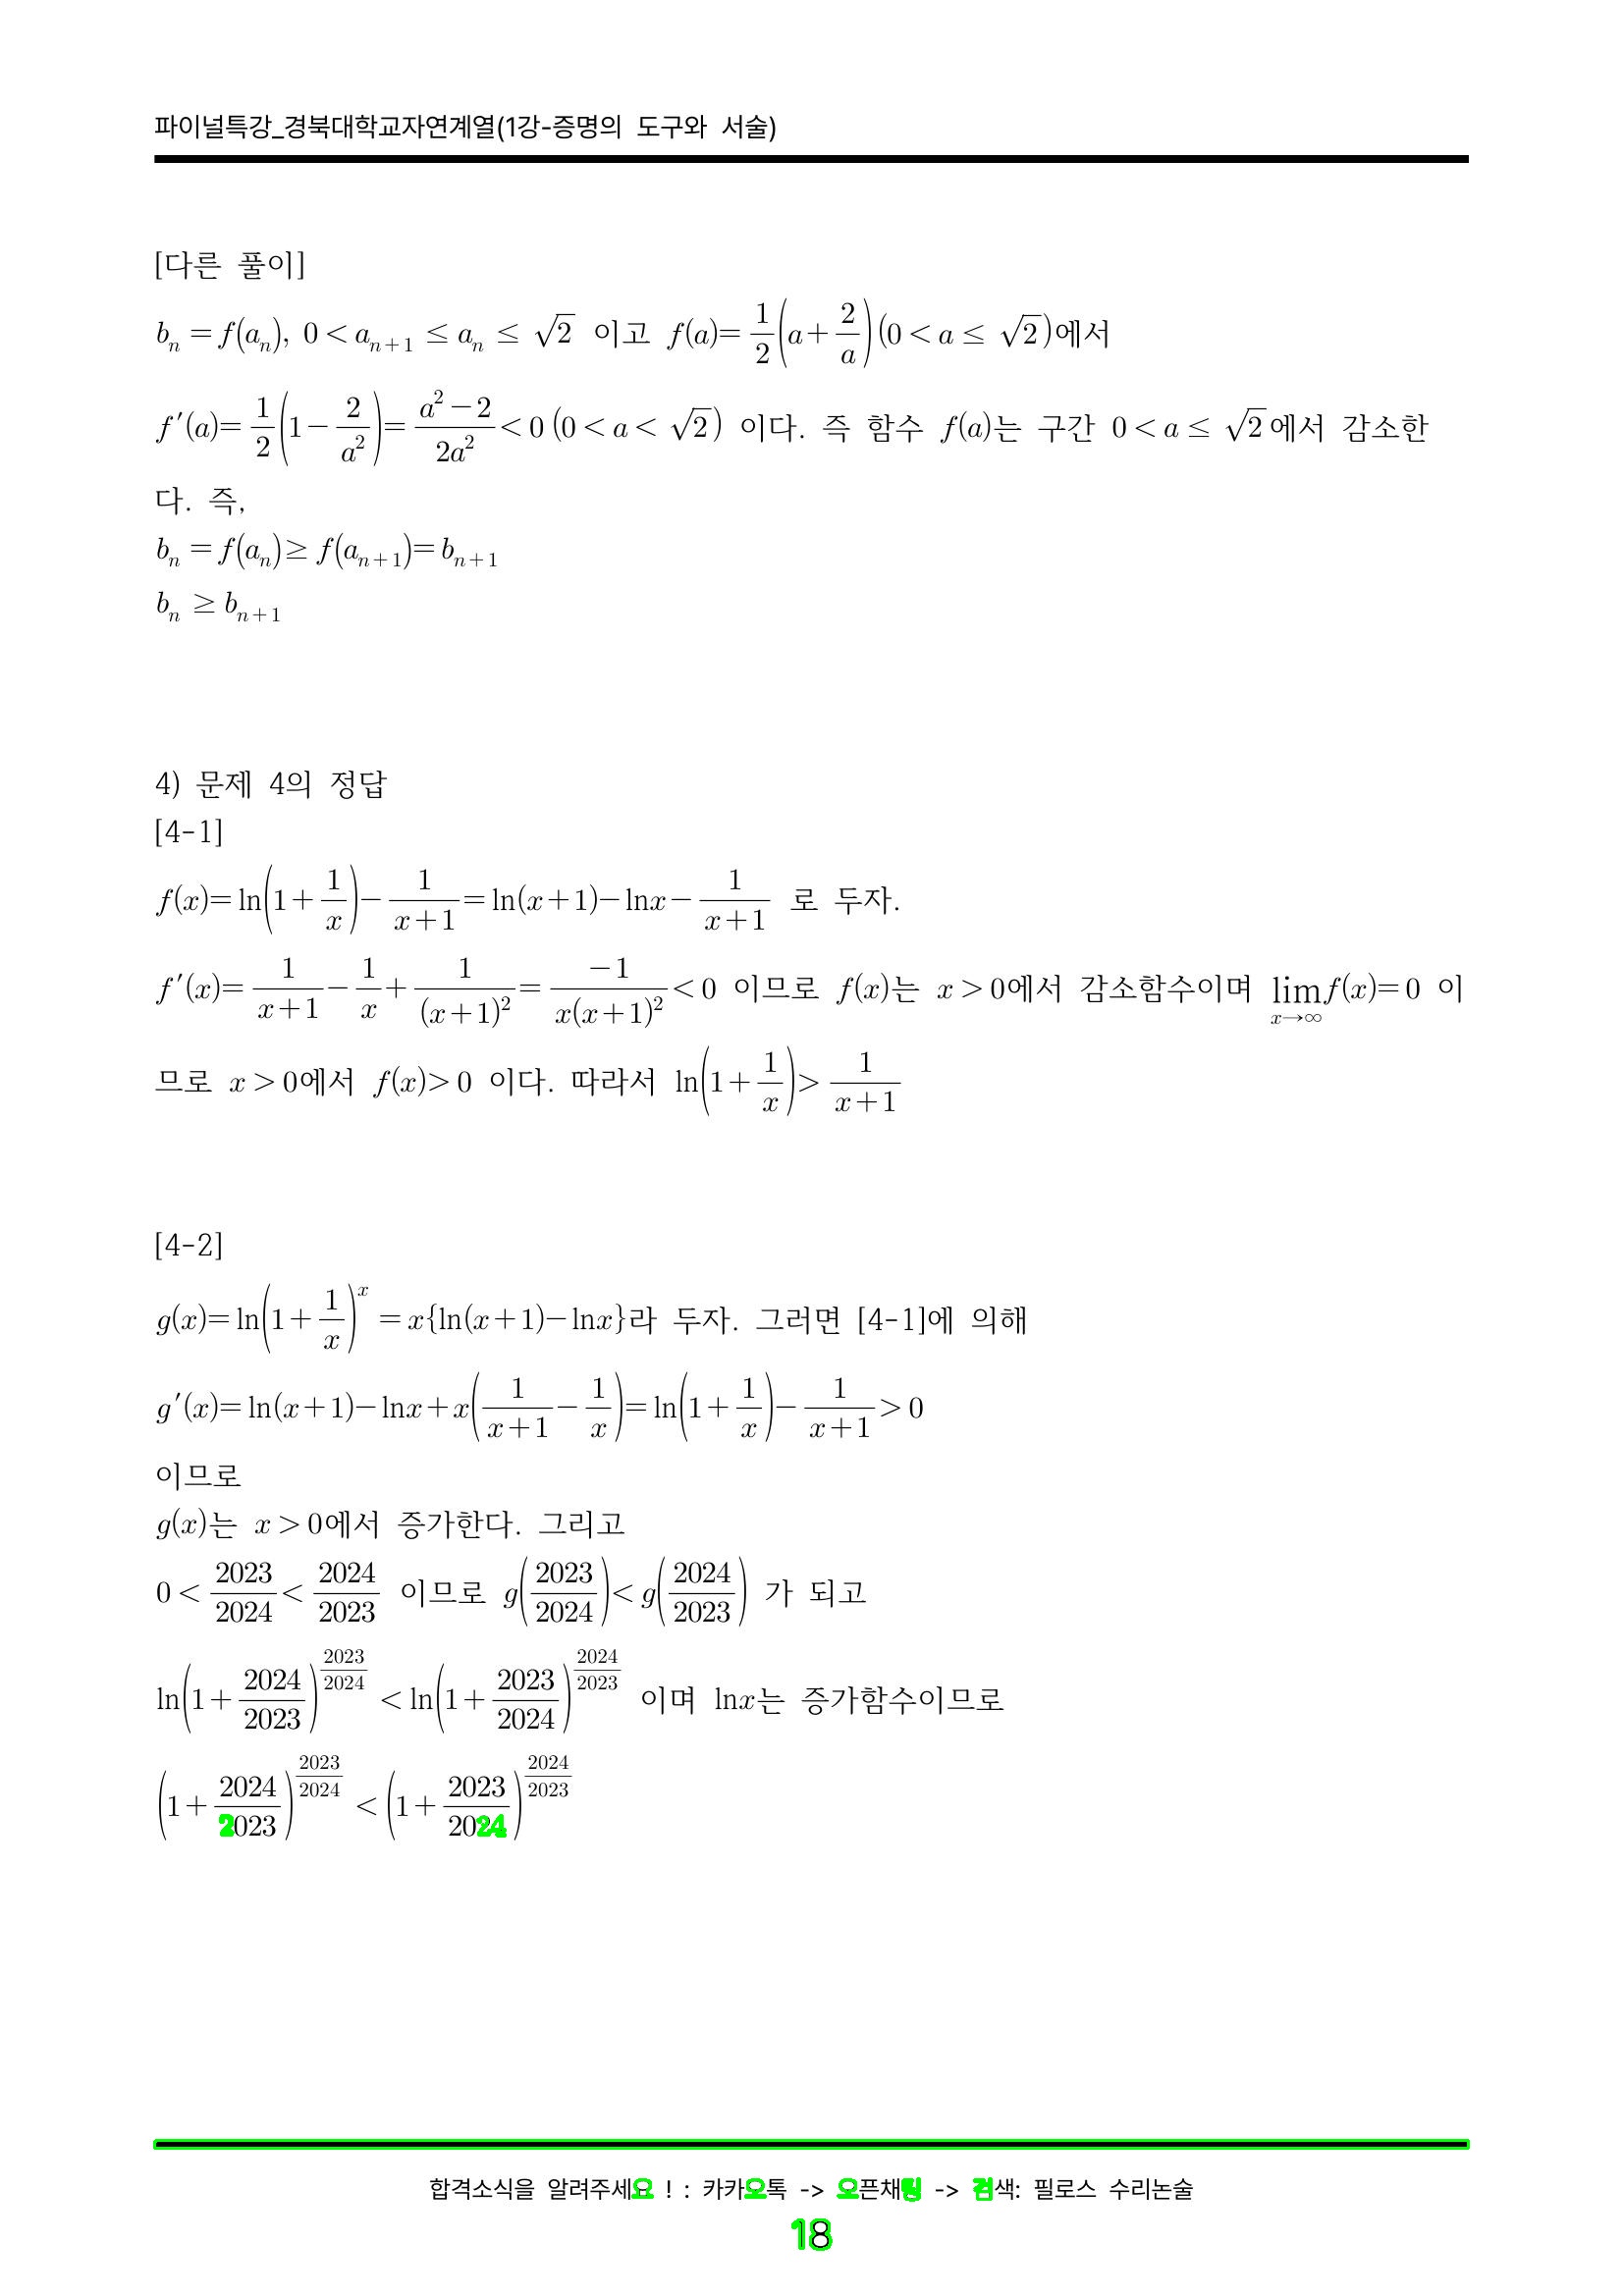 파이널특강_경북대학교자연계열(1강-증명의 도구와 서술)
[다른 풀이]
$b_n = f(a_n),\ 0 < a_{n+1} \le a_n \le \sqrt{2}$ 이고 $f(a) = \frac{1}{2}\left(a + \frac{2}{a}\right)(0 < a \le \sqrt{2})$에서
$f'(a) = \frac{1}{2}\left(1 - \frac{2}{a^2}\right) = \frac{a^2 - 2}{2a^2} < 0\ (0 < a < \sqrt{2})$ 이다. 즉 함수 $f(a)$는 구간 $0 < a \le \sqrt{2}$에서 감소한
다. 즉,
$b_n = f(a_n) \ge f(a_{n+1}) = b_{n+1}$
$b_n \ge b_{n+1}$
4) 문제 4의 정답
[4-1]
$f(x) = \ln\left(1 + \frac{1}{x}\right) - \frac{1}{x+1} = \ln(x+1) - \ln x - \frac{1}{x+1}$ 로 두자.
$f'(x) = \frac{1}{x+1} - \frac{1}{x} + \frac{1}{(x+1)^2} = \frac{-1}{x(x+1)^2} < 0$ 이므로 $f(x)$는 $x > 0$에서 감소함수이며 $\lim_{x \to \infty} f(x) = 0$ 이
므로 $x > 0$에서 $f(x) > 0$ 이다. 따라서 $\ln\left(1 + \frac{1}{x}\right) > \frac{1}{x+1}$
[4-2]
$g(x) = \ln\left(1 + \frac{1}{x}\right)^x = x\{\ln(x+1) - \ln x\}$라 두자. 그러면 [4-1]에 의해
$g'(x) = \ln(x+1) - \ln x + x\left(\frac{1}{x+1} - \frac{1}{x}\right) = \ln\left(1 + \frac{1}{x}\right) - \frac{1}{x+1} > 0$
이므로
$g(x)$는 $x > 0$에서 증가한다. 그리고
$0 < \frac{2023}{2024} < \frac{2024}{2023}$ 이므로 $g\left(\frac{2023}{2024}\right) < g\left(\frac{2024}{2023}\right)$ 가 되고
$\ln\left(1 + \frac{2024}{2023}\right)^{\frac{2023}{2024}} < \ln\left(1 + \frac{2023}{2024}\right)^{\frac{2024}{2023}}$ 이며 $\ln x$는 증가함수이므로
$\left(1 + \frac{2024}{2023}\right)^{\frac{2023}{2024}} < \left(1 + \frac{2023}{2024}\right)^{\frac{2024}{2023}}$
합격소식을 알려주세요 ! : 카카오톡 -> 오픈채팅 -> 검색: 필로스 수리논술
18